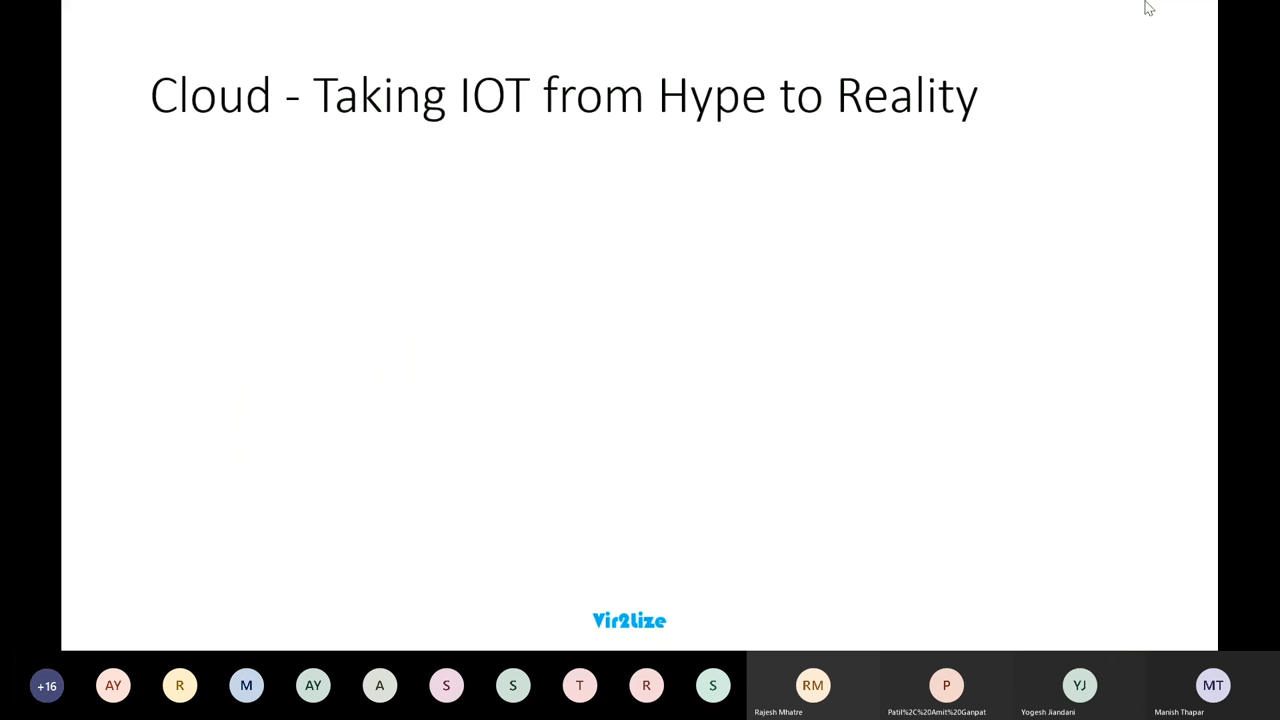 Cloud - Taking IOT from Hype to Reality
Vir2Lize
+16 AY R M AY A S S T R S RM P YJ MT
Rajesh Mhatre Patil%2C%20Amit%20Ganpat Yogesh Jiandani Manish Thapar